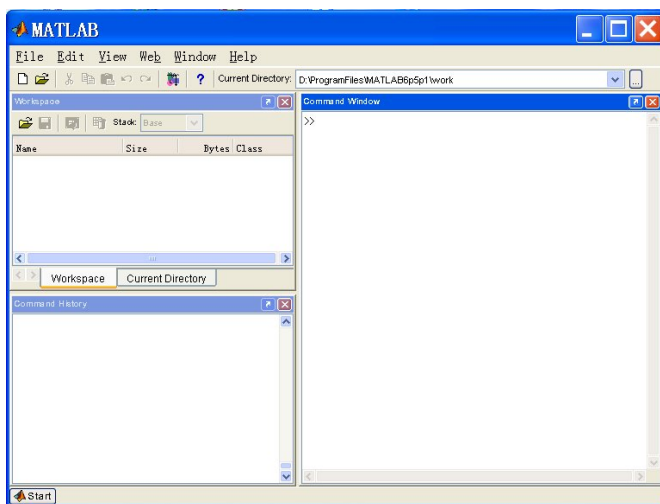 MATLAB
File Edit View Web Window Help
? Current Directory: D:\ProgramFiles\MATLAB6p5p1\work ...
Workspace
Stack: Base
Name Size Bytes Class
Workspace Current Directory
Command History
Command Window
>>
Start